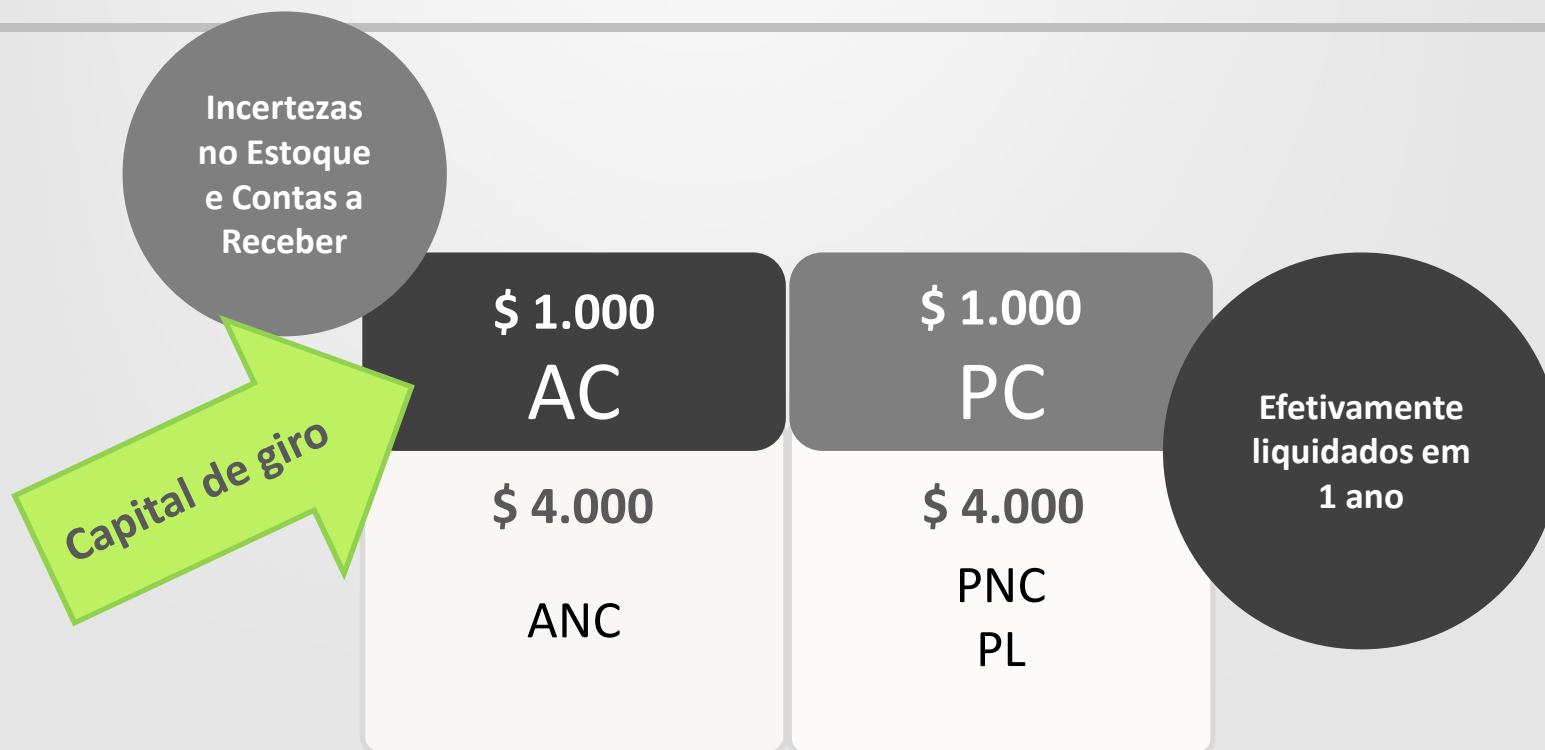 Incertezas
no Estoque
e Contas a
Receber
Capital de giro
$ 1.000
AC
$ 4.000
ANC
$ 1.000
PC
$ 4.000
PNC
PL
Efetivamente
liquidados em
1 ano